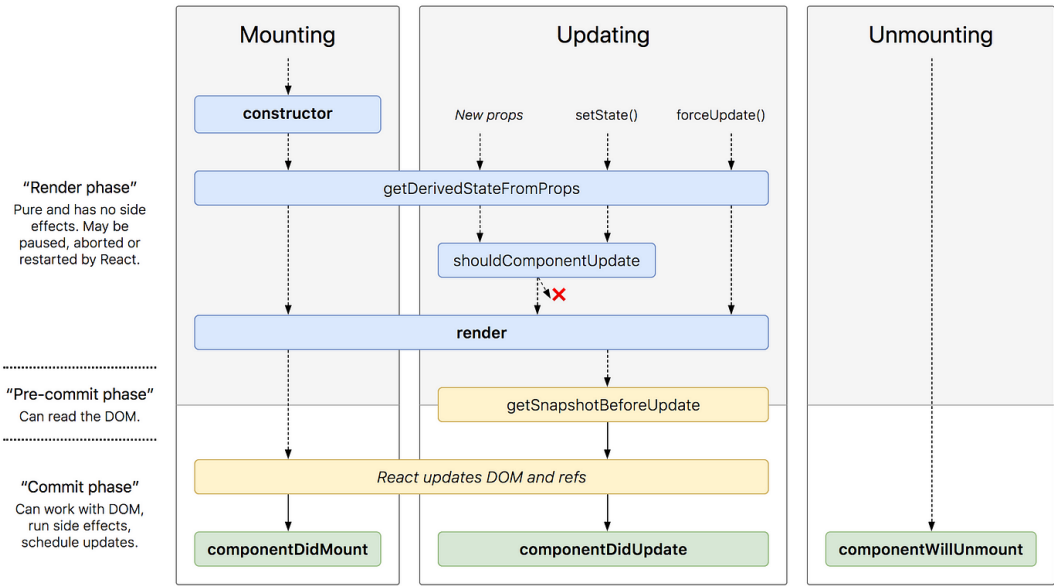 Mounting
Updating
Unmounting
constructor
New props
setState()
forceUpdate()
“Render phase”
Pure and has no side
effects. May be
paused, aborted or
restarted by React.
getDerivedStateFromProps
shouldComponentUpdate
render
“Pre-commit phase”
Can read the DOM.
getSnapshotBeforeUpdate
React updates DOM and refs
“Commit phase”
Can work with DOM,
run side effects,
schedule updates.
componentDidMount
componentDidUpdate
componentWillUnmount